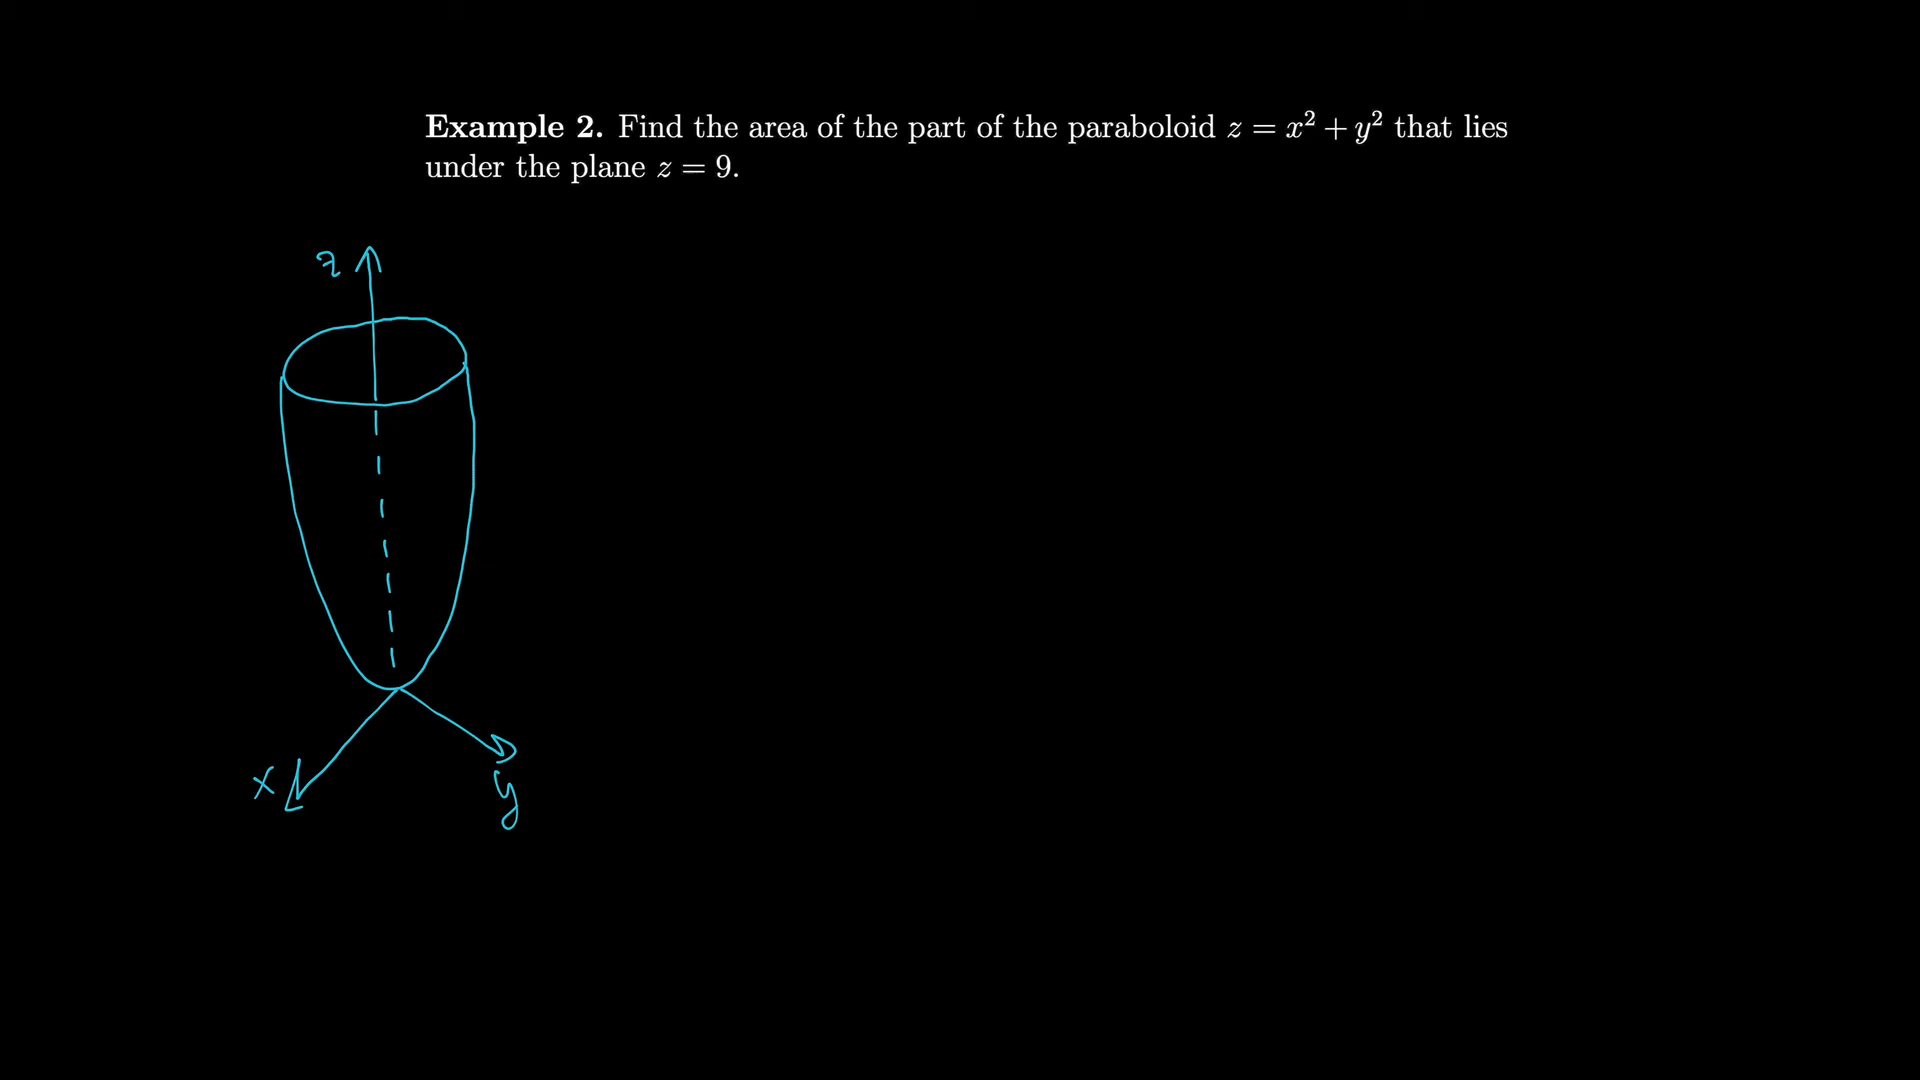 Example 2. Find the area of the part of the paraboloid z = x² + y² that lies
under the plane z = 9.
z
x
y